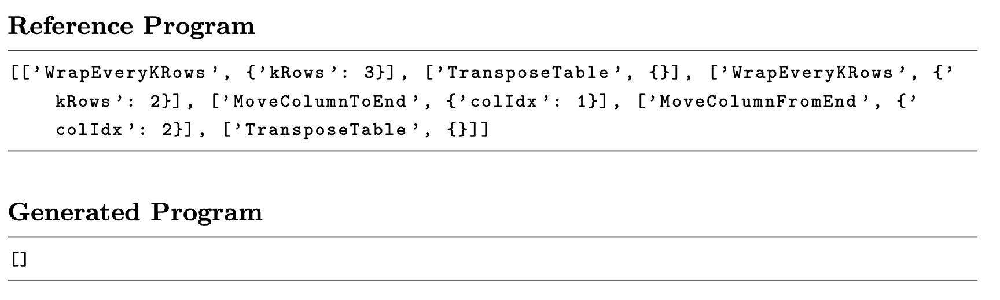 Reference Program
[['WrapEveryKRows', {'kRows': 3}], ['TransposeTable', {}], ['WrapEveryKRows', {'
kRows': 2}], ['MoveColumnToEnd', {'colIdx': 1}], ['MoveColumnFromEnd', {'
colIdx': 2}], ['TransposeTable', {}]]
Generated Program
[]